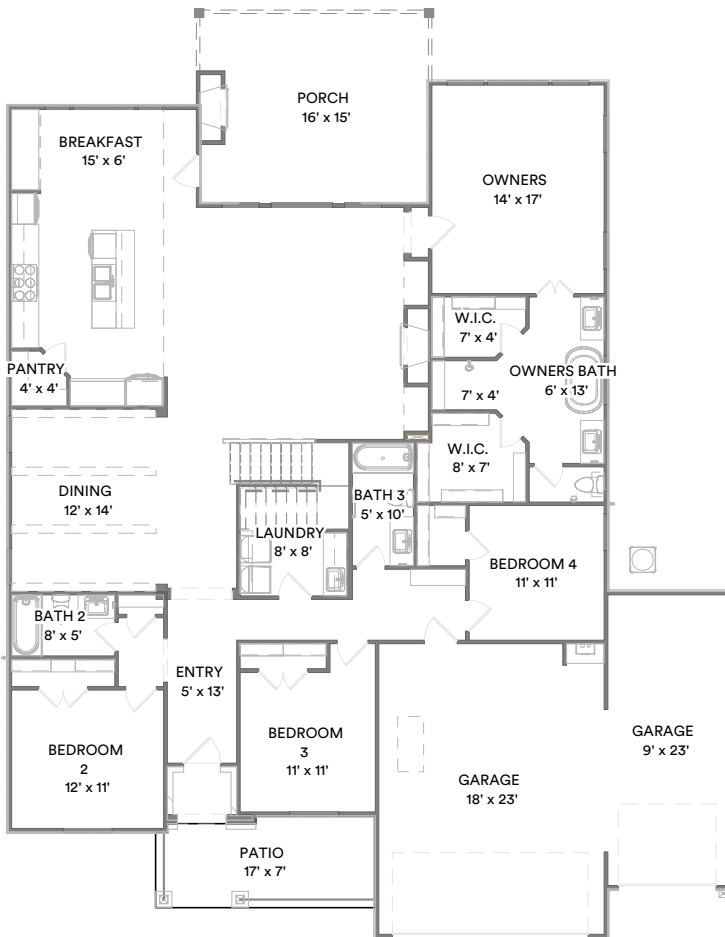 PORCH
16' x 15'
BREAKFAST
15' x 6'
OWNERS
14' x 17'
W.I.C.
7' x 4'
PANTRY
4' x 4'
7' x 4'
OWNERS BATH
6' x 13'
W.I.C.
8' x 7'
DINING
12' x 14'
BATH 3
5' x 10'
LAUNDRY
8' x 8'
BEDROOM 4
11' x 11'
BATH 2
8' x 5'
ENTRY
5' x 13'
BEDROOM
2
12' x 11'
BEDROOM
3
11' x 11'
GARAGE
18' x 23'
GARAGE
9' x 23'
PATIO
17' x 7'